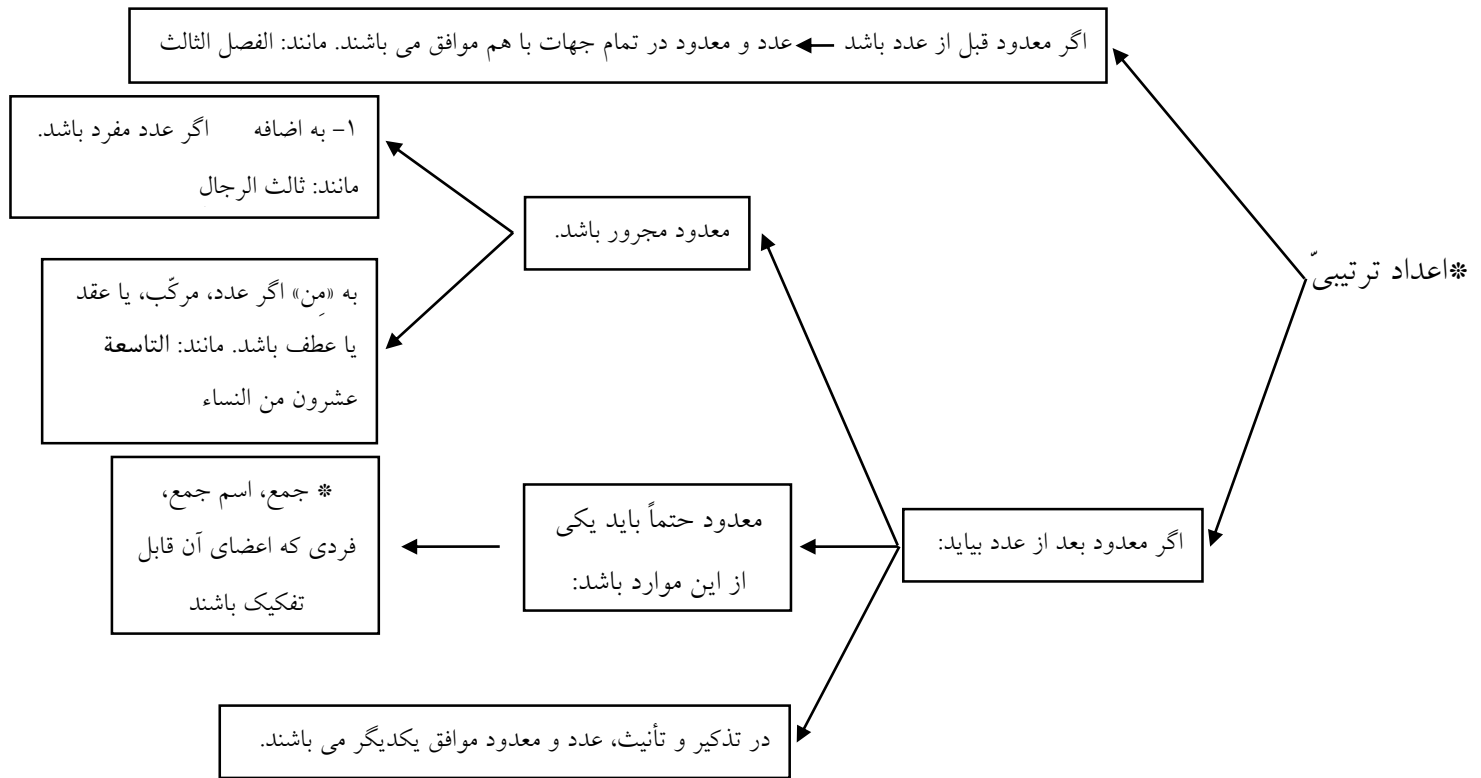 اگر معدود قبل از عدد باشد عدد و معدود در تمام جهات با هم موافق می باشند. مانند: الفصل الثالث
۱- به اضافه اگر عدد مفرد باشد.
مانند: ثالث الرجال
معدود مجرور باشد.
*اعداد ترتیبیّ
به «مِن» اگر عدد، مرکّب، یا عقد
یا عطف باشد. مانند: التاسعة
عشرون من النساء
* جمع، اسم جمع،
فردی که اعضای آن قابل
تفکیک باشند
معدود حتماً باید یکی
از این موارد باشد:
اگر معدود بعد از عدد بیاید:
در تذکیر و تأنیث، عدد و معدود موافق یکدیگر می باشند.